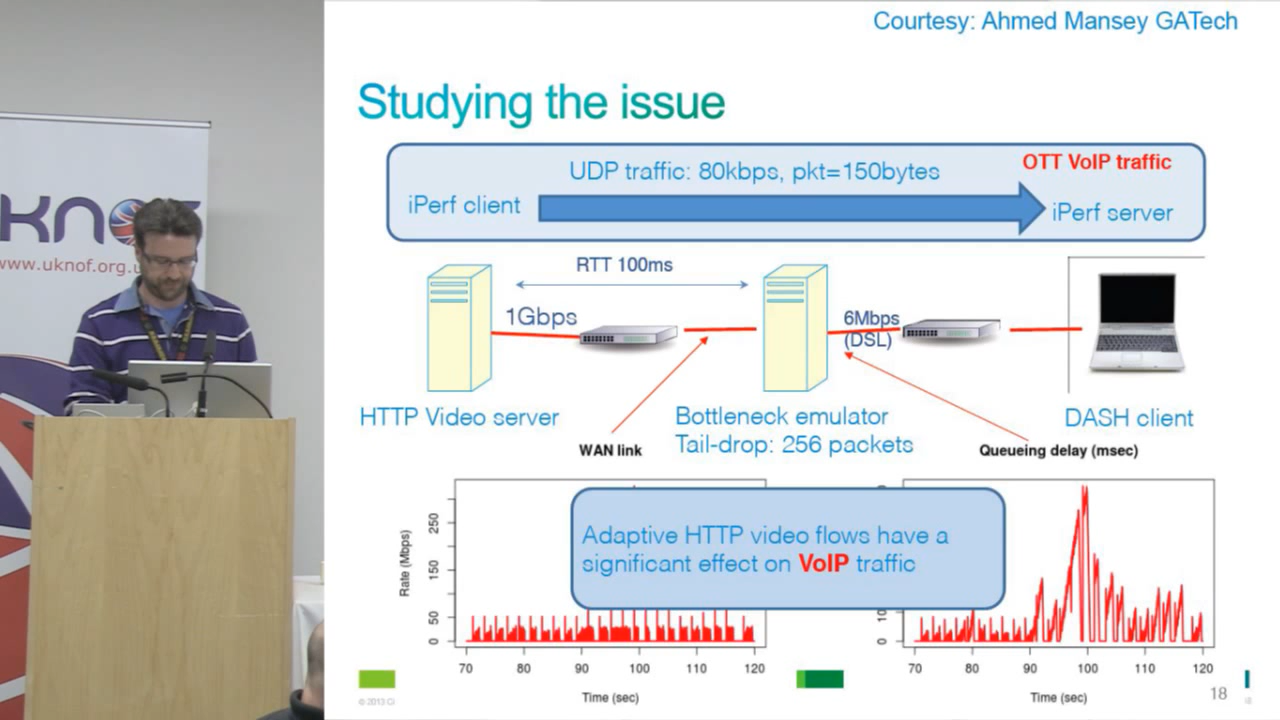 Courtesy: Ahmed Mansey GATech
Studying the issue
UDP traffic: 80kbps, pkt=150bytes
OTT VoIP traffic
iPerf client
iPerf server
RTT 100ms
1Gbps
6Mbps
(DSL)
HTTP Video server
Bottleneck emulator
Tail-drop: 256 packets
DASH client
WAN link
Queueing delay (msec)
Adaptive HTTP video flows have a
significant effect on VoIP traffic
Rate (Mbps)
250
150
50
0
70 80 90 100 110 120
Time (sec)
0
70 80 90 100 110 120
Time (sec)
© 2013 Ci
18
KNOF
www.uknof.org.u